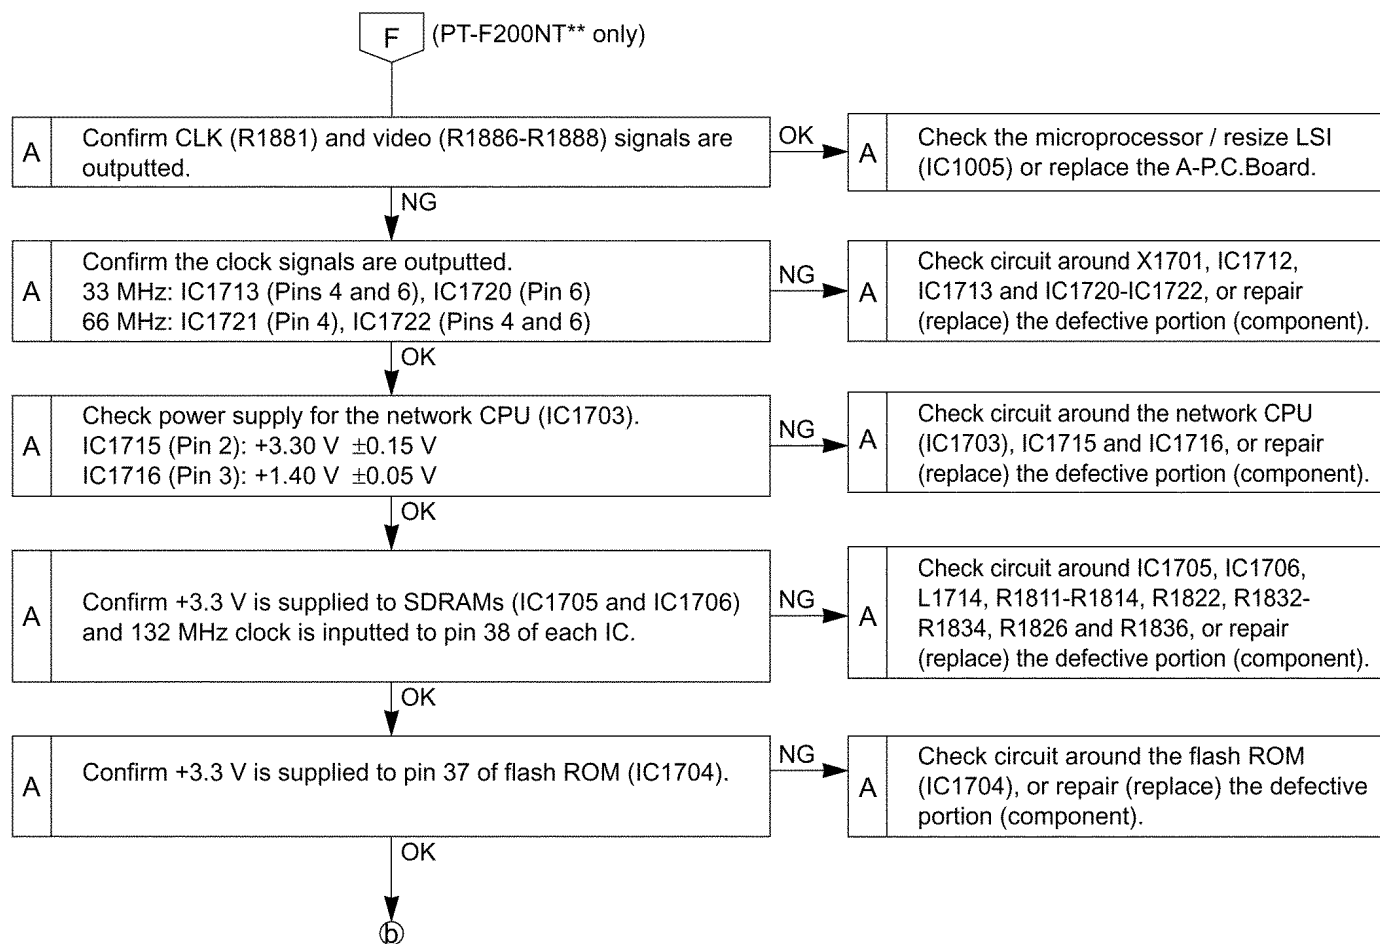 F (PT-F200NT** only)
A
Confirm CLK (R1881) and video (R1886-R1888) signals are
outputted.
OK
A
Check the microprocessor / resize LSI
(IC1005) or replace the A-P.C.Board.
NG
A
Confirm the clock signals are outputted.
33 MHz: IC1713 (Pins 4 and 6), IC1720 (Pin 6)
66 MHz: IC1721 (Pin 4), IC1722 (Pins 4 and 6)
NG
A
Check circuit around X1701, IC1712,
IC1713 and IC1720-IC1722, or repair
(replace) the defective portion (component).
OK
A
Check power supply for the network CPU (IC1703).
IC1715 (Pin 2): +3.30 V ±0.15 V
IC1716 (Pin 3): +1.40 V ±0.05 V
NG
A
Check circuit around the network CPU
(IC1703), IC1715 and IC1716, or repair
(replace) the defective portion (component).
OK
A
Confirm +3.3 V is supplied to SDRAMs (IC1705 and IC1706)
and 132 MHz clock is inputted to pin 38 of each IC.
NG
A
Check circuit around IC1705, IC1706,
L1714, R1811-R1814, R1822, R1832-
R1834, R1826 and R1836, or repair
(replace) the defective portion (component).
OK
A
Confirm +3.3 V is supplied to pin 37 of flash ROM (IC1704).
NG
A
Check circuit around the flash ROM
(IC1704), or repair (replace) the defective
portion (component).
OK
b